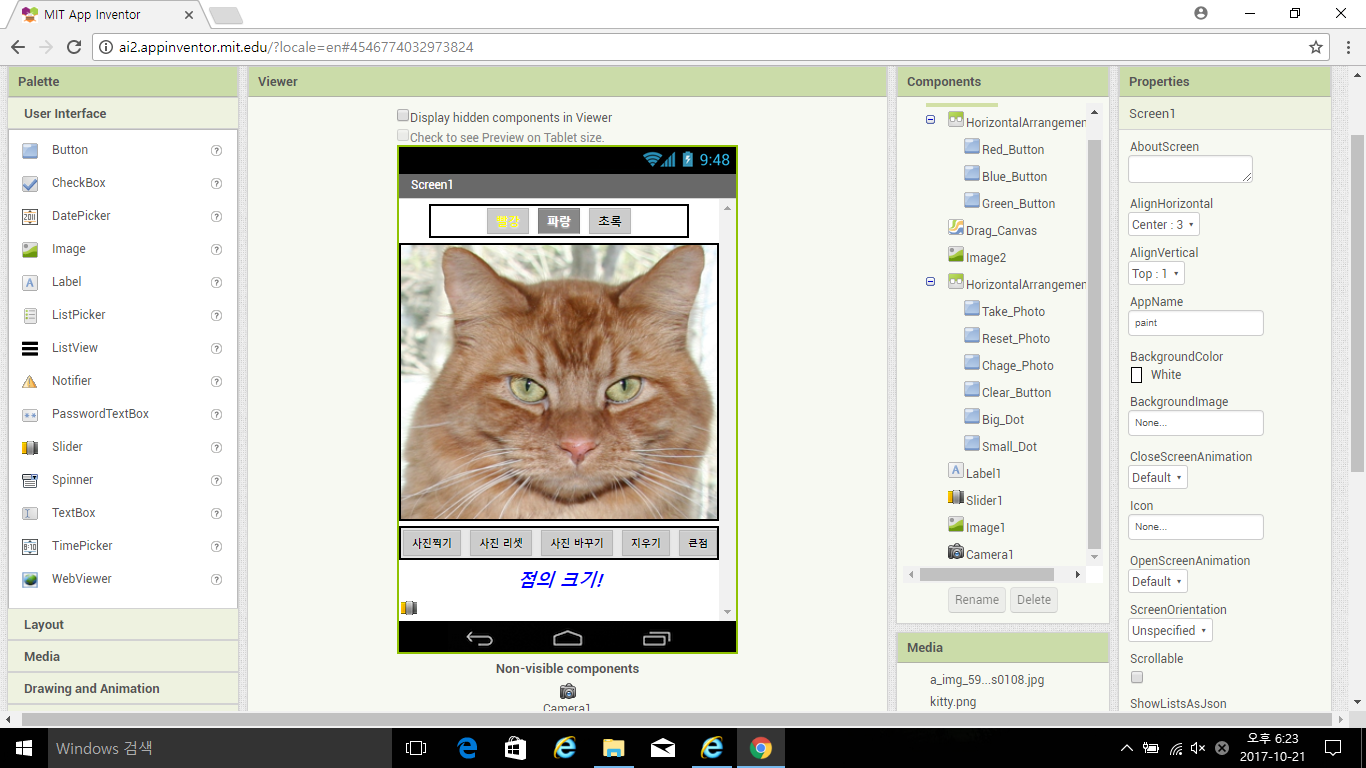 MIT App Inventor
ai2.appinventor.mit.edu/?locale=en#4546774032973824
Palette
User Interface
Button
CheckBox
DatePicker
Image
Label
ListPicker
ListView
Notifier
PasswordTextBox
Slider
Spinner
TextBox
TimePicker
WebViewer
Layout
Media
Drawing and Animation
Viewer
Display hidden components in Viewer
Check to see Preview on Tablet size.
9:48
Screen1
빨강 파랑 초록
사진찍기 사진 리셋 사진 바꾸기 지우기 큰점
점의 크기!
Non-visible components
Camera1
Components
HorizontalArrangemen
Red_Button
Blue_Button
Green_Button
Drag_Canvas
Image2
HorizontalArrangemen
Take_Photo
Reset_Photo
Chage_Photo
Clear_Button
Big_Dot
Small_Dot
Label1
Slider1
Image1
Camera1
Rename Delete
Media
a_img_59...s0108.jpg
kitty.png
Properties
Screen1
AboutScreen
AlignHorizontal
Center : 3
AlignVertical
Top : 1
AppName
paint
BackgroundColor
White
BackgroundImage
None...
CloseScreenAnimation
Default
Icon
None...
OpenScreenAnimation
Default
ScreenOrientation
Unspecified
Scrollable
ShowListsAsJson
Windows 검색
오후 6:23
2017-10-21